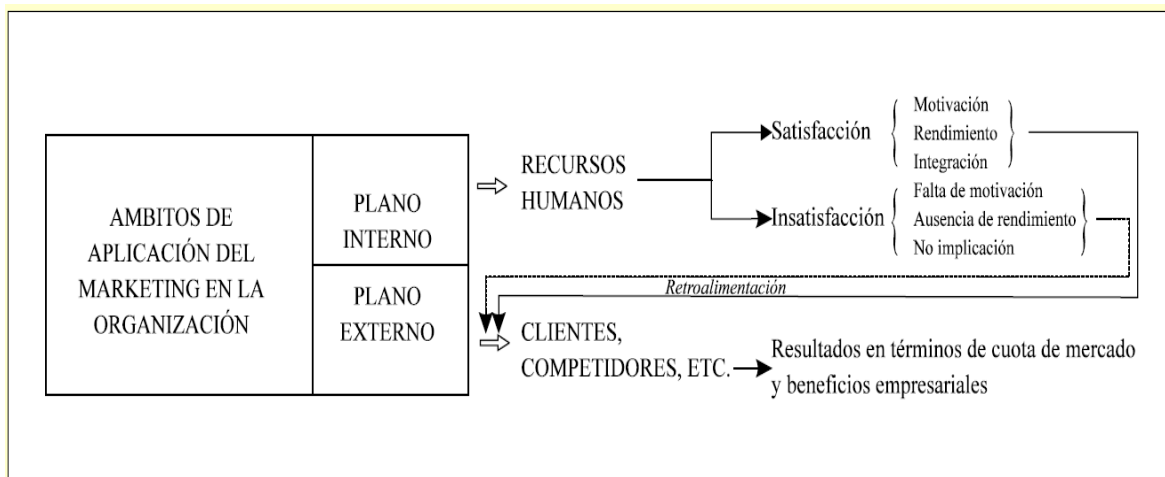 AMBITOS DE
APLICACIÓN DEL
MARKETING EN LA
ORGANIZACIÓN
PLANO
INTERNO
PLANO
EXTERNO
RECURSOS
HUMANOS
Satisfacción
Motivación
Rendimiento
Integración
Insatisfacción
Falta de motivación
Ausencia de rendimiento
No implicación
Retroalimentación
CLIENTES,
COMPETIDORES, ETC.
Resultados en términos de cuota de mercado
y beneficios empresariales